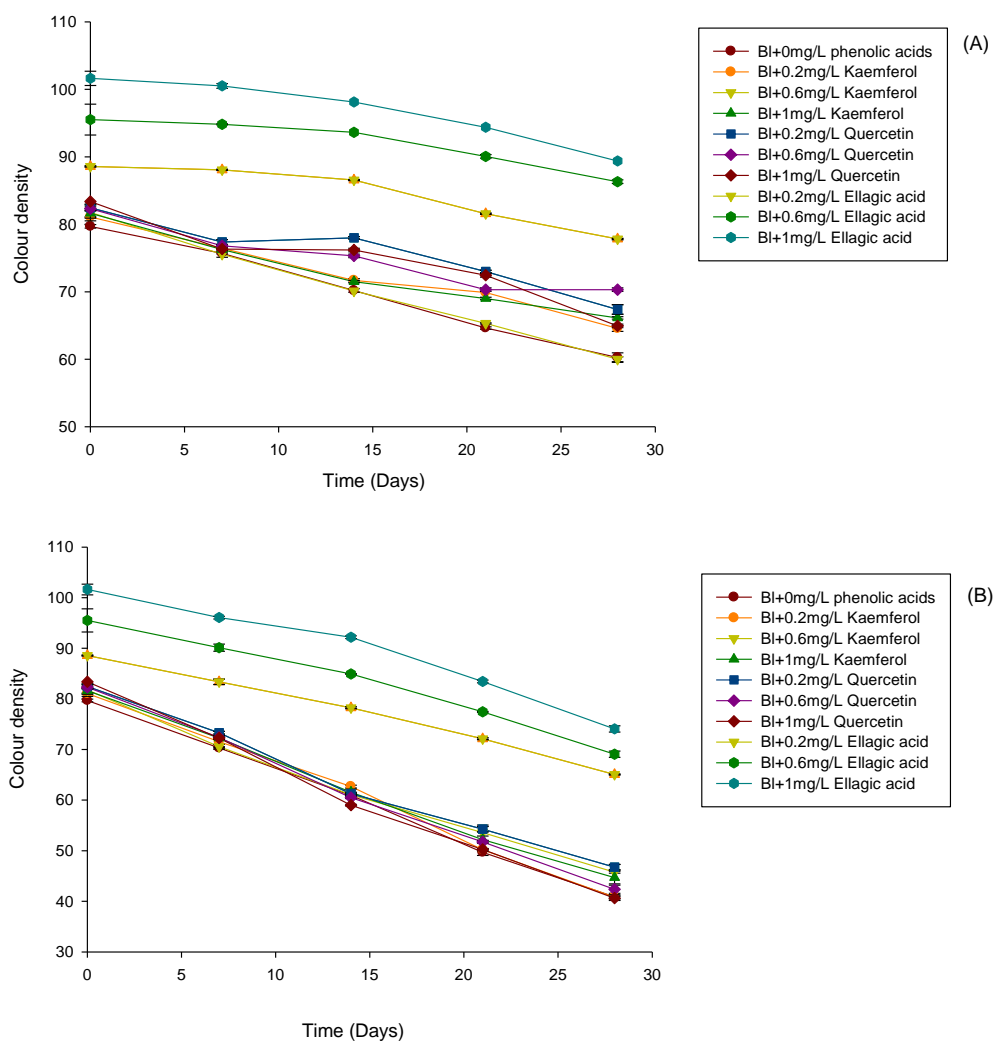 (A)
110
100
90
80
70
60
50
Colour density
0
5
10
15
20
25
30
Time (Days)
Bl+0mg/L phenolic acids
Bl+0.2mg/L Kaemferol
Bl+0.6mg/L Kaemferol
Bl+1mg/L Kaemferol
Bl+0.2mg/L Quercetin
Bl+0.6mg/L Quercetin
Bl+1mg/L Quercetin
Bl+0.2mg/L Ellagic acid
Bl+0.6mg/L Ellagic acid
Bl+1mg/L Ellagic acid
(B)
110
100
90
80
70
60
50
40
30
Colour density
0
5
10
15
20
25
30
Time (Days)
Bl+0mg/L phenolic acids
Bl+0.2mg/L Kaemferol
Bl+0.6mg/L Kaemferol
Bl+1mg/L Kaemferol
Bl+0.2mg/L Quercetin
Bl+0.6mg/L Quercetin
Bl+1mg/L Quercetin
Bl+0.2mg/L Ellagic acid
Bl+0.6mg/L Ellagic acid
Bl+1mg/L Ellagic acid